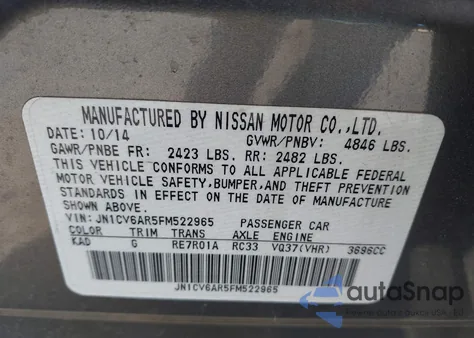 MANUFACTURED BY NISSAN MOTOR CO.,LTD.
DATE: 10/14 GVWR/PNBV: 4846 LBS.
GAWR/PNBE FR: 2423 LBS. RR: 2482 LBS.
THIS VEHICLE CONFORMS TO ALL APPLICABLE FEDERAL
MOTOR VEHICLE SAFETY, BUMPER, AND THEFT PREVENTION
STANDARDS IN EFFECT ON THE DATE OF MANUFACTURE
SHOWN ABOVE.
VIN: JN1CV6AR5FM522965 PASSENGER CAR
COLOR TRIM TRANS AXLE ENGINE
KAD G RE7R01A RC33 VQ37(VHR) 3696CC
JN1CV6AR5FM522965
autoSnap